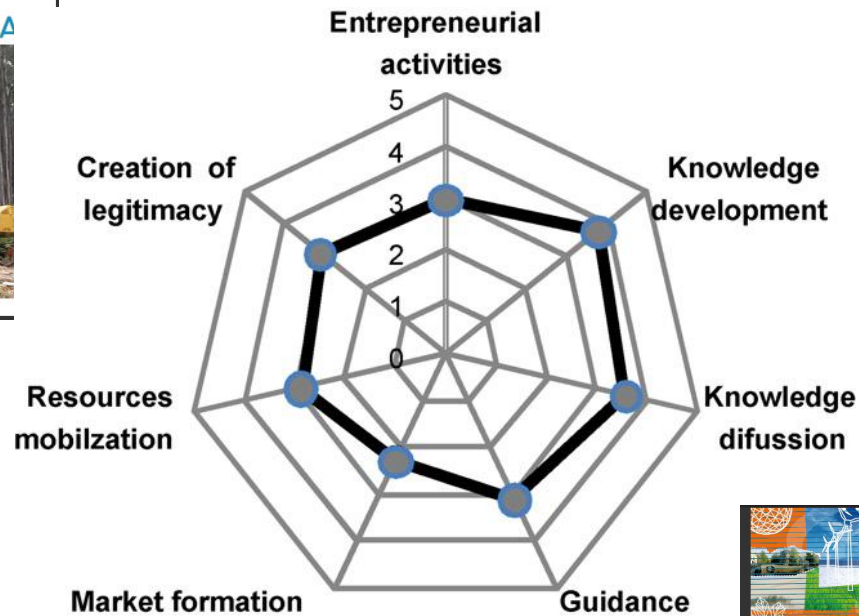 A
Entrepreneurial
activities
5
4
3
2
1
0
Creation of
legitimacy
Knowledge
development
Resources
mobilzation
Knowledge
difussion
Market formation
Guidance